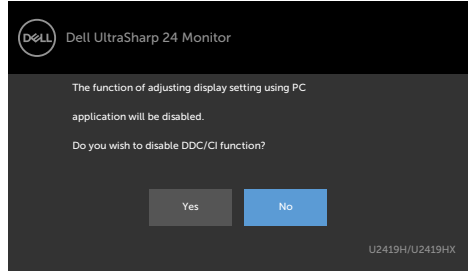 DELL
Dell UltraSharp 24 Monitor
The function of adjusting display setting using PC
application will be disabled.
Do you wish to disable DDC/CI function?
Yes
No
U2419H/U2419HX